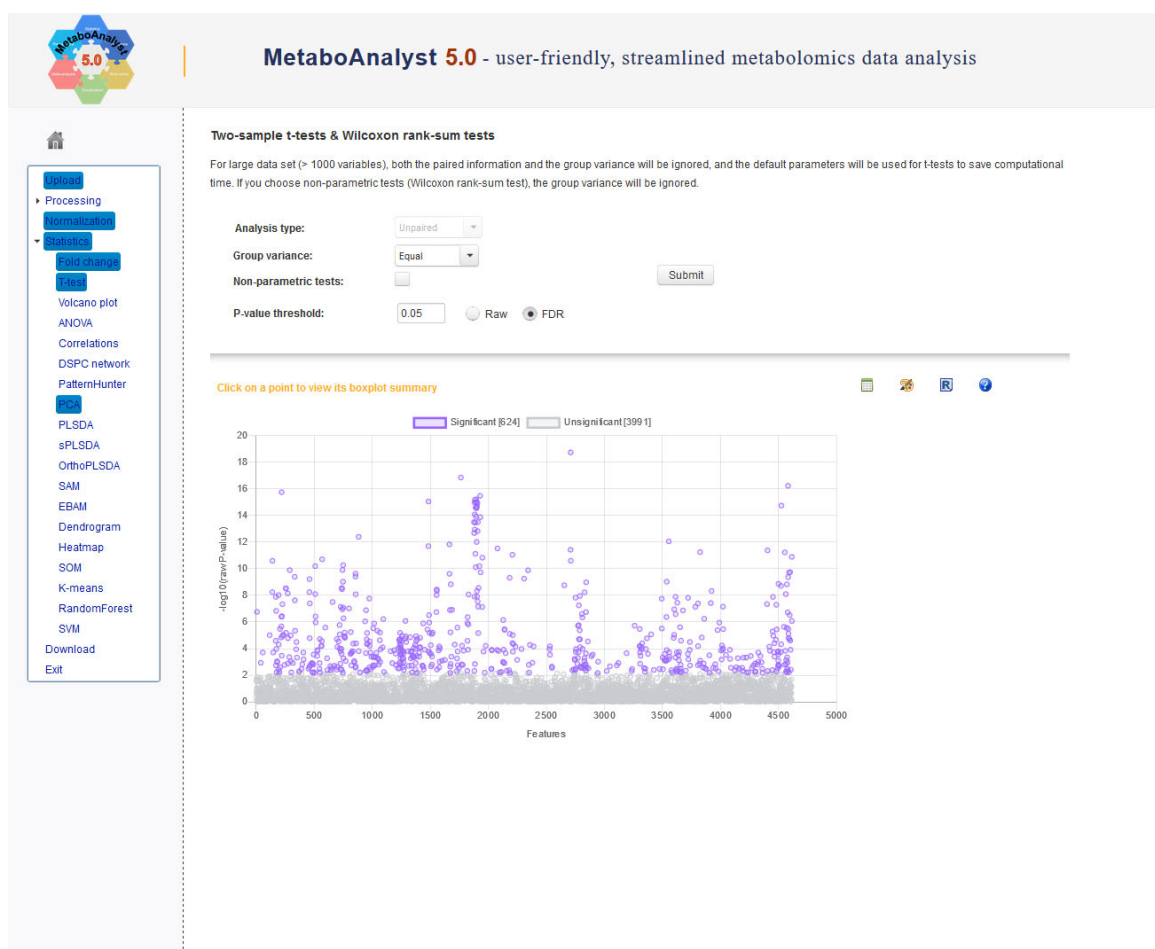 MetaboAnalyst
5.0
MetaboAnalyst 5.0 - user-friendly, streamlined metabolomics data analysis
Two-sample t-tests & Wilcoxon rank-sum tests
For large data set (> 1000 variables), both the paired information and the group variance will be ignored, and the default parameters will be used for t-tests to save computational
time. If you choose non-parametric tests (Wilcoxon rank-sum test), the group variance will be ignored.
Upload
Processing
Normalization
Statistics
Fold change
T-test
Volcano plot
ANOVA
Correlations
DSPC network
PatternHunter
PCA
PLSDA
sPLSDA
OrthoPLSDA
SAM
EBAM
Dendrogram
Heatmap
SOM
K-means
RandomForest
SVM
Download
Exit
Analysis type: Unpaired
Group variance: Equal
Non-parametric tests:
Submit
P-value threshold: 0.05 Raw FDR
Click on a point to view its boxplot summary
R ?
Significant [624] Unsignificant [3991]
20
18
16
14
12
10
8
6
4
2
0
-log10(raw P-value)
0 500 1000 1500 2000 2500 3000 3500 4000 4500 5000
Features